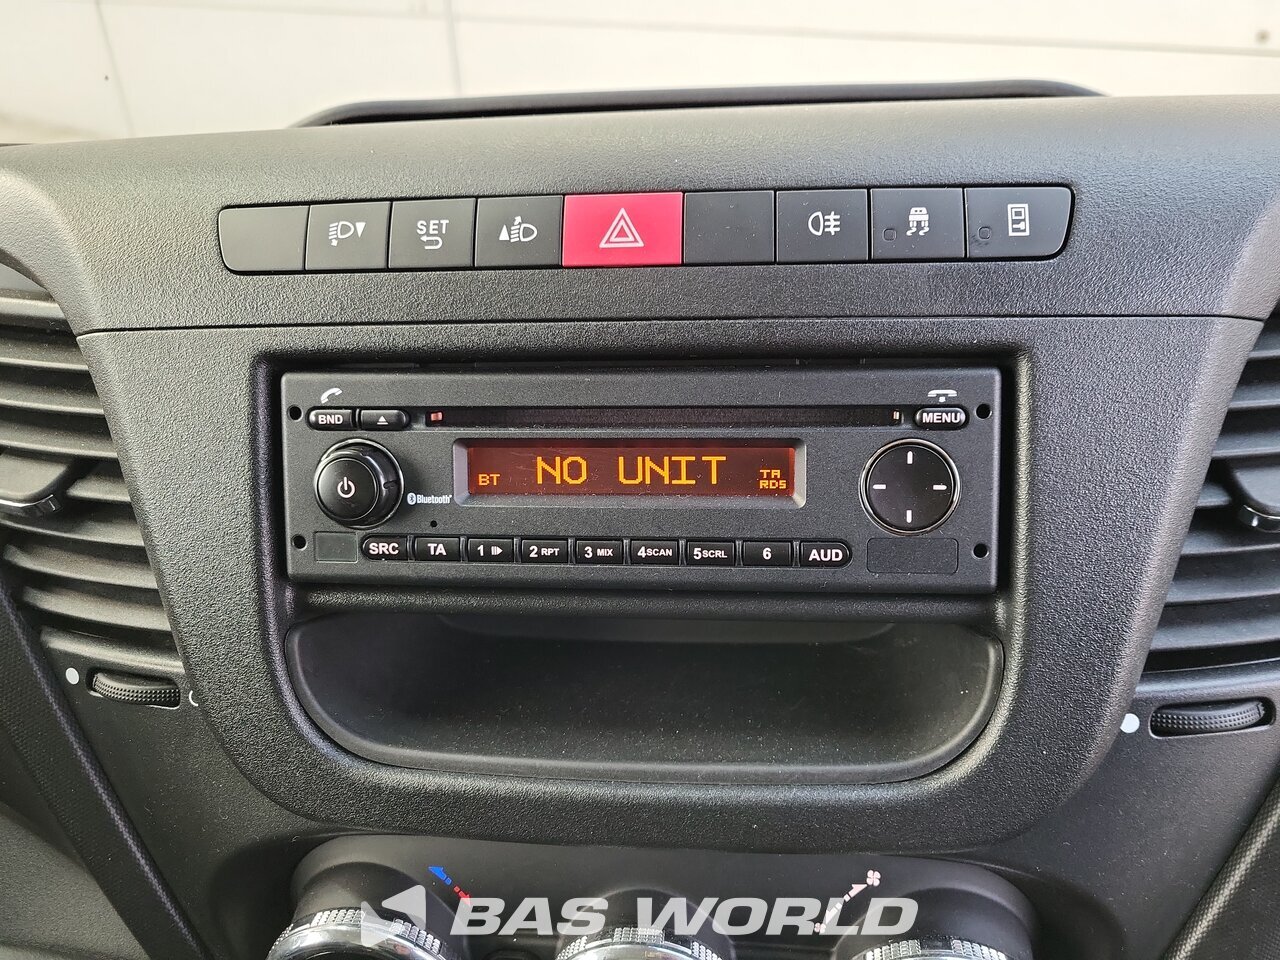 SET
BND
MENU
BT NO UNIT TA
RDS
Bluetooth
SRC TA 1 2 RPT 3 MIX 4 SCAN 5 SCRL 6 AUD
BAS WORLD